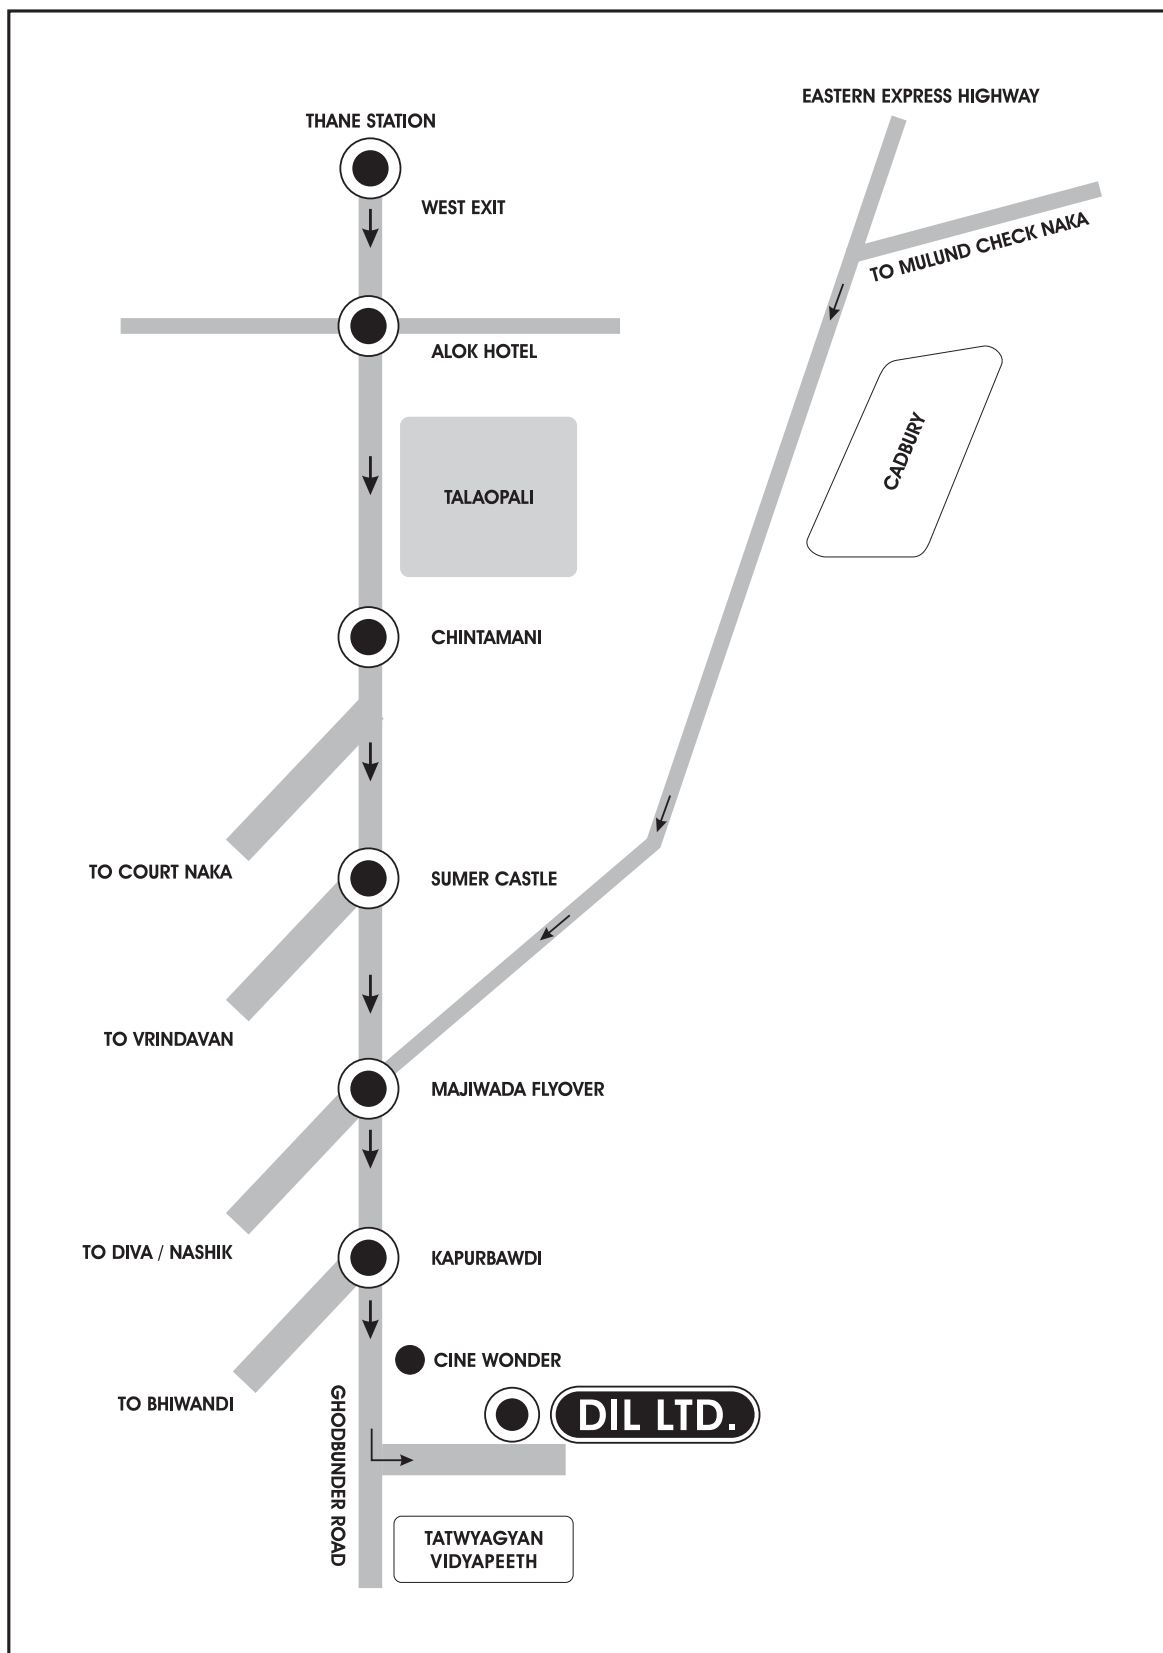 EASTERN EXPRESS HIGHWAY
THANE STATION
WEST EXIT
TO MULUND CHECK NAKA
ALOK HOTEL
CADBURY
TALAOPALI
CHINTAMANI
TO COURT NAKA
SUMER CASTLE
TO VRINDAVAN
MAJIWADA FLYOVER
TO DIVA / NASHIK
KAPURBAWDI
CINE WONDER
TO BHIWANDI
DIL LTD.
GHODBUNDER ROAD
TATWYAGYAN
VIDYAPEETH